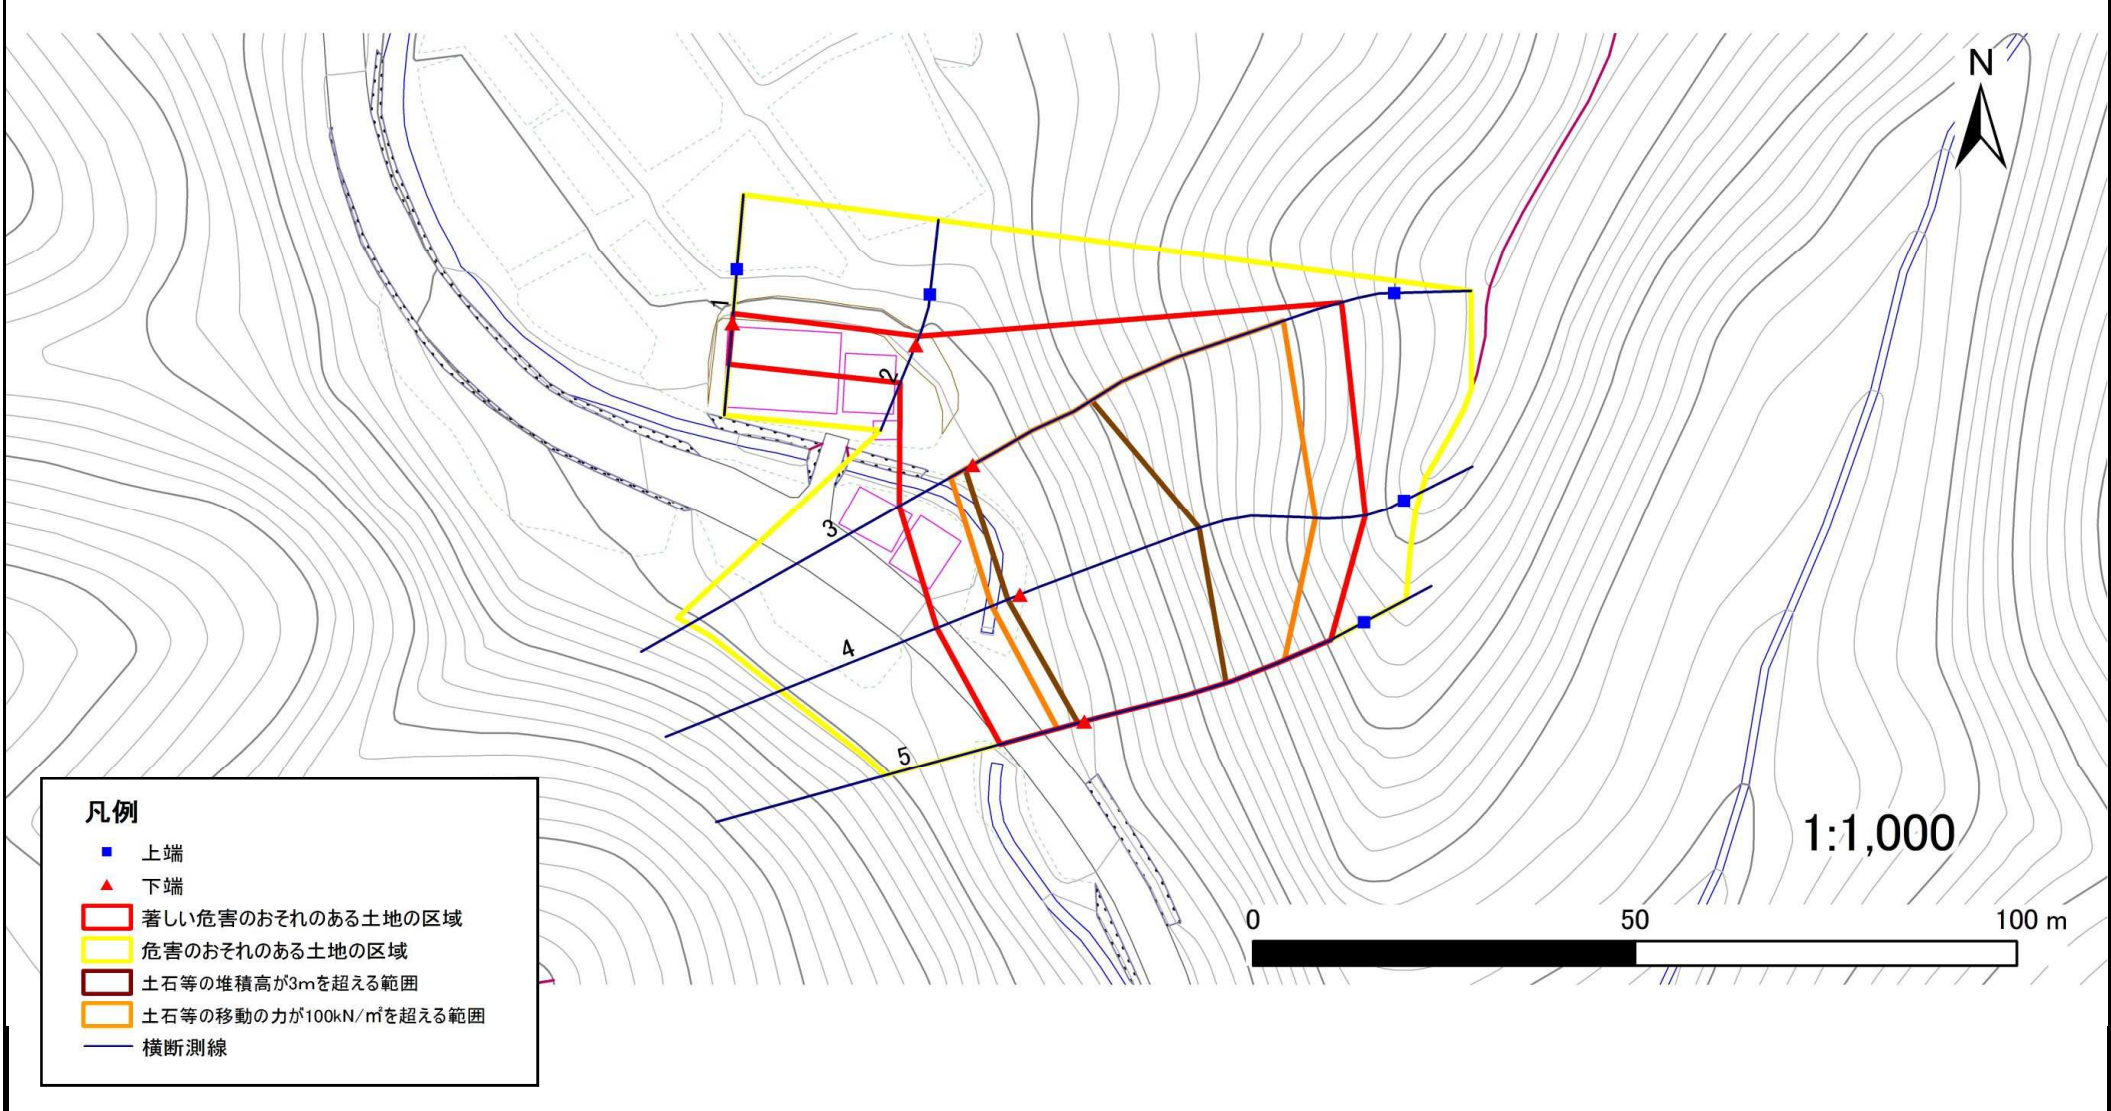 N
1
2
3
4
5
1:1,000
0 50 100 m
凡例
上端
下端
著しい危害のおそれのある土地の区域
危害のおそれのある土地の区域
土石等の堆積高が3mを超える範囲
土石等の移動の力が100kN/㎡を超える範囲
横断測線